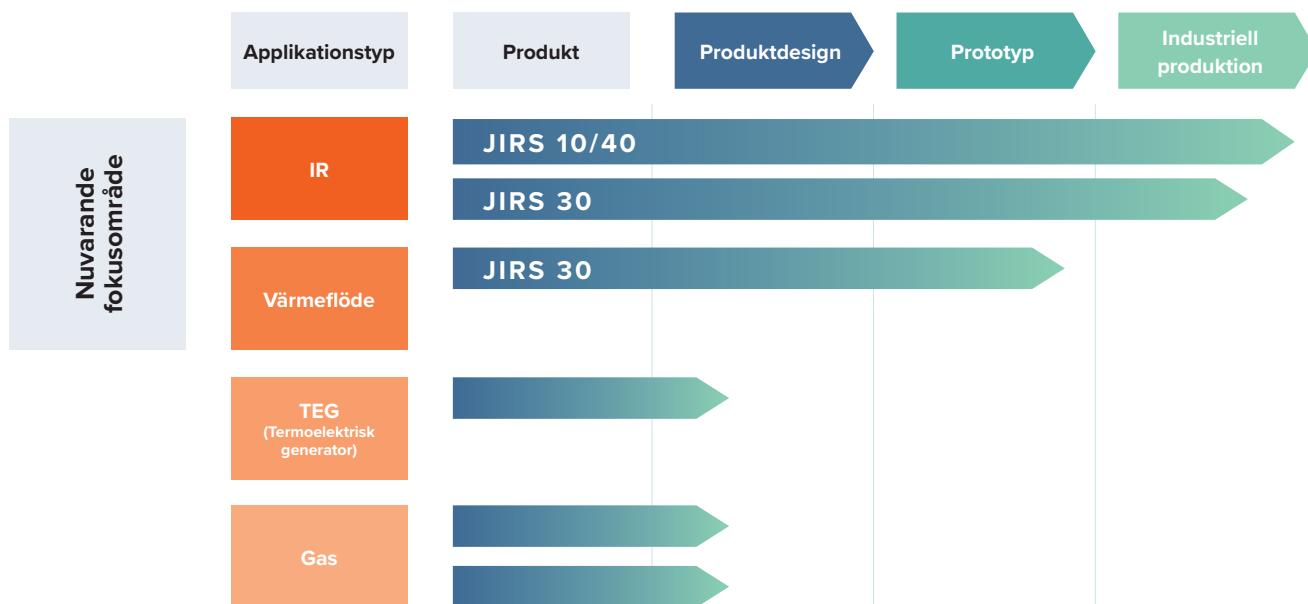 Applikationstyp
Produkt
Produktdesign
Prototyp
Industriell
produktion
Nuvarande
fokusområde
IR
JIRS 10/40
JIRS 30
Värmeflöde
JIRS 30
TEG
(Termoelektrisk
generator)
Gas